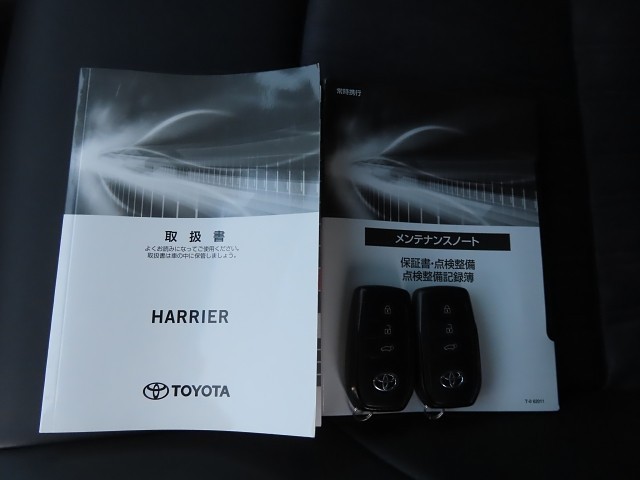 取扱書
よくお読みになってご使用ください。
取扱書は車の中に保管しましょう。
HARRIER
TOYOTA
常時携行
メンテナンスノート
保証書・点検整備
点検整備記録簿